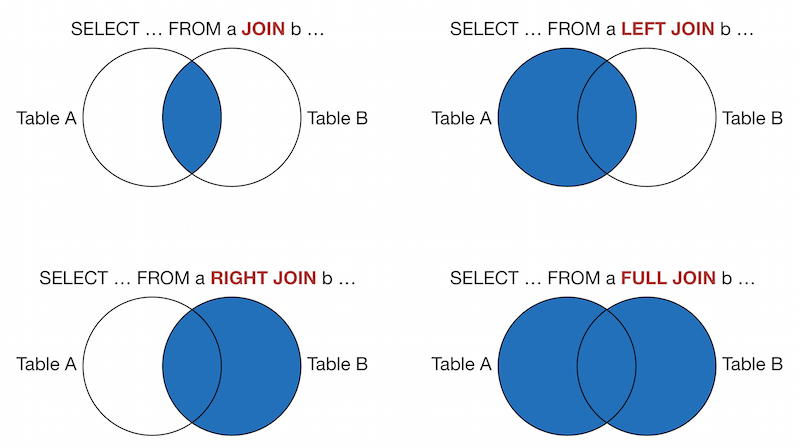 SELECT … FROM a JOIN b …
Table A
Table B
SELECT … FROM a LEFT JOIN b …
Table A
Table B
SELECT … FROM a RIGHT JOIN b …
Table A
Table B
SELECT … FROM a FULL JOIN b …
Table A
Table B